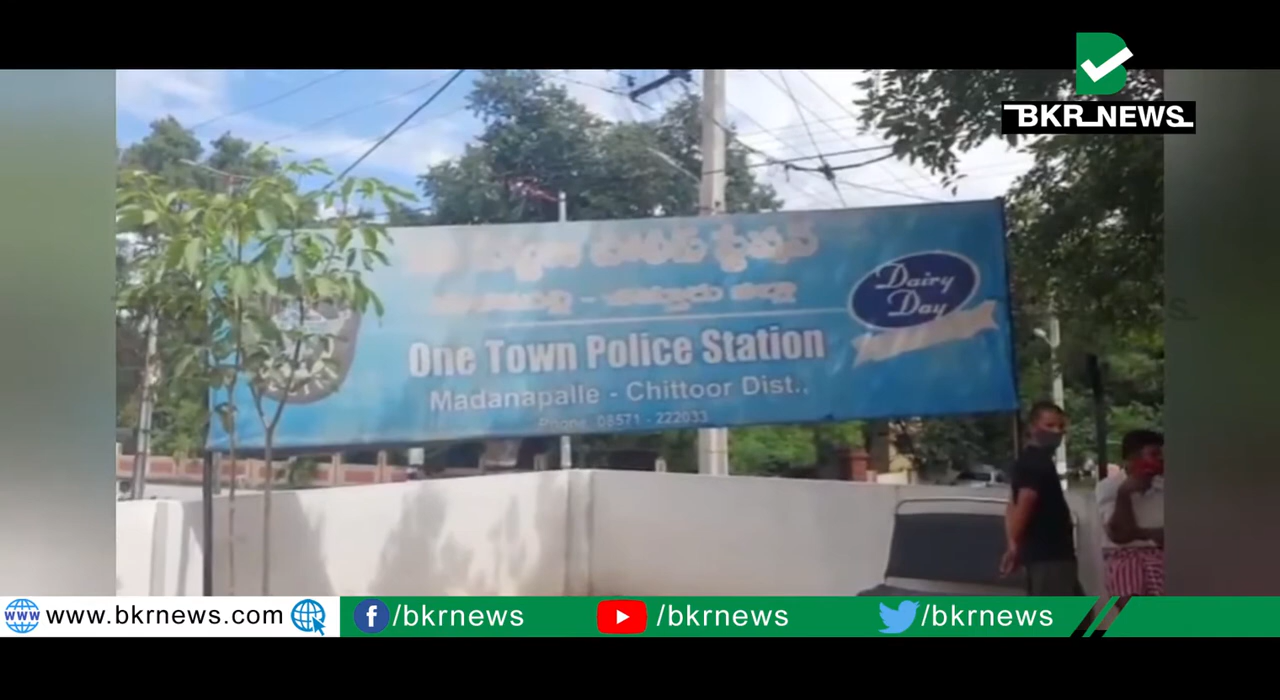 BKR NEWS
పోలీస్ స్టేషన్
Dairy
Day
One Town Police Station
Madanapalle - Chittoor Dist.,
Phone 08571 - 222033
www.bkrnews.com
/bkrnews
/bkrnews
/bkrnews